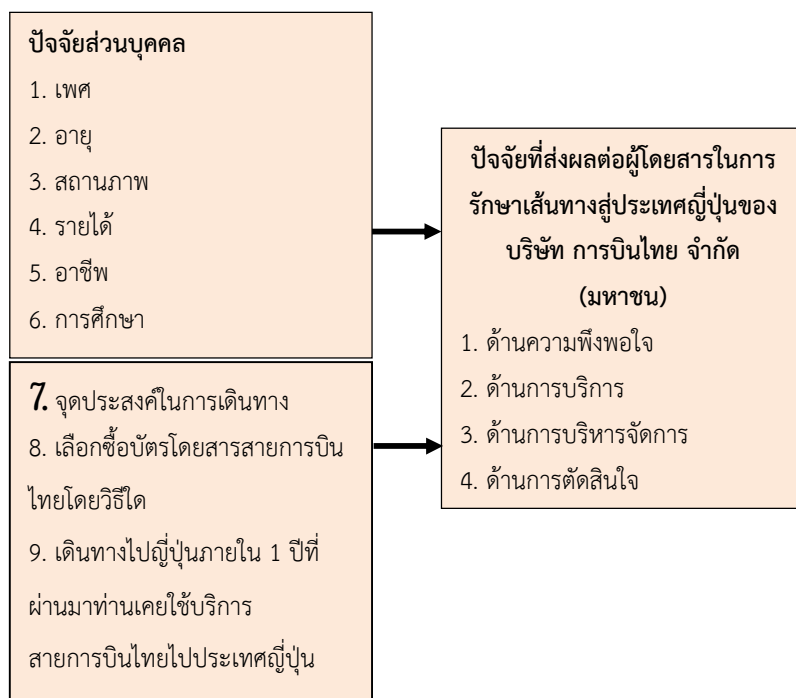 ปัจจัยส่วนบุคคล
1. เพศ
2. อายุ
3. สถานภาพ
4. รายได้
5. อาชีพ
6. การศึกษา
7. จุดประสงค์ในการเดินทาง
8. เลือกซื้อบัตรโดยสารสายการบิน
ไทยโดยวิธีใด
9. เดินทางไปญี่ปุ่นภายใน 1 ปีที่
ผ่านมาท่านเคยใช้บริการ
สายการบินไทยไปประเทศญี่ปุ่น
ปัจจัยที่ส่งผลต่อผู้โดยสารในการ
รักษาเส้นทางสู่ประเทศญี่ปุ่นของ
บริษัท การบินไทย จำกัด
(มหาชน)
1. ด้านความพึงพอใจ
2. ด้านการบริการ
3. ด้านการบริหารจัดการ
4. ด้านการตัดสินใจ